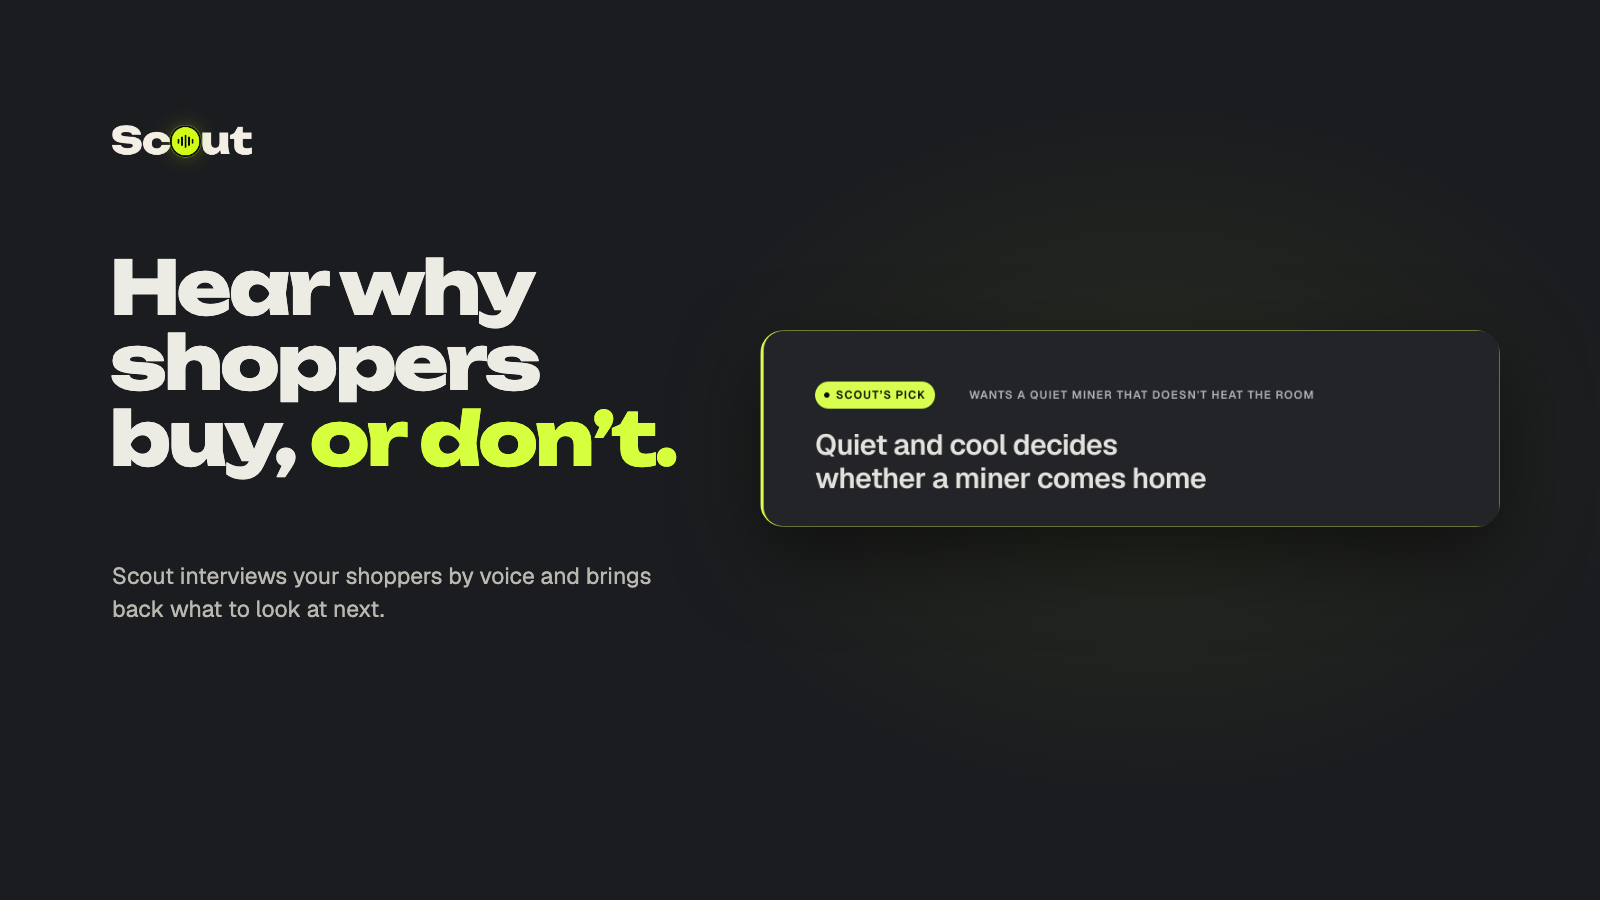 Scout
Hear why
shoppers
buy, or don’t.
Scout interviews your shoppers by voice and brings
back what to look at next.
SCOUT'S PICK
WANTS A QUIET MINER THAT DOESN'T HEAT THE ROOM
Quiet and cool decides
whether a miner comes home